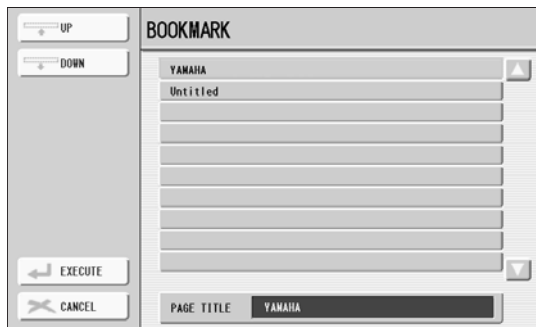 UP
DOWN
EXECUTE
CANCEL
BOOKMARK
YAMAHA
Untitled
PAGE TITLE YAMAHA